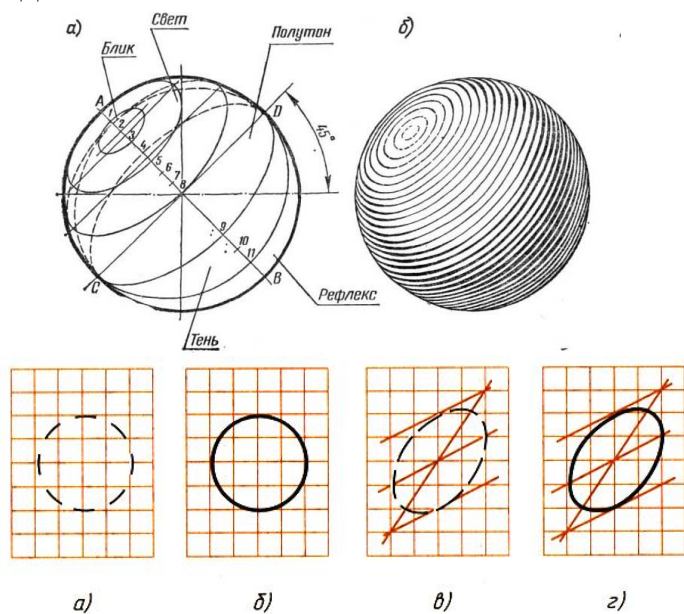 а)
Свет
Блик
Полутон
б)
A
D
1
2
3
4
5
6
7
8
45°
9
10
11
C
B
Рефлекс
Тень
а)
б)
в)
г)